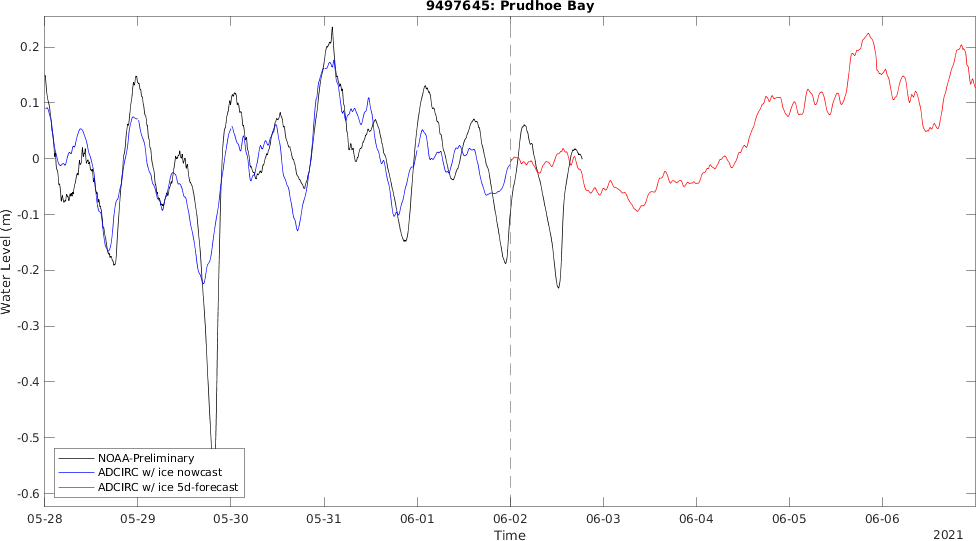 9497645: Prudhoe Bay
0.2
0.1
0
-0.1
-0.2
-0.3
-0.4
-0.5
-0.6
Water Level (m)
NOAA-Preliminary
ADCIRC w/ ice nowcast
ADCIRC w/ ice 5d-forecast
05-28 05-29 05-30 05-31 06-01 06-02 06-03 06-04 06-05 06-06
Time
2021